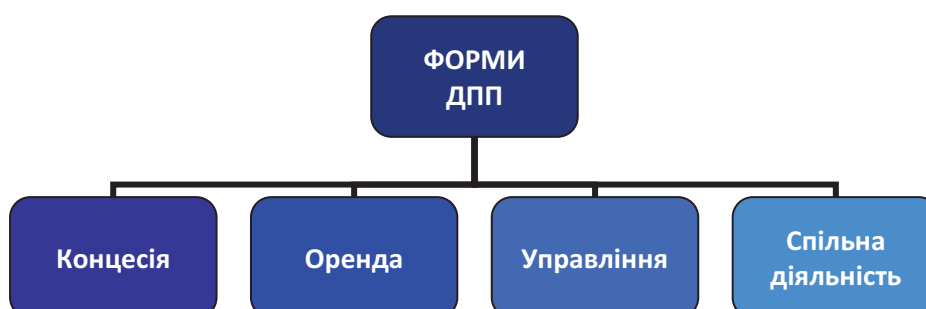 ФОРМИ
ДПП
Концесія
Оренда
Управління
Спільна
діяльність